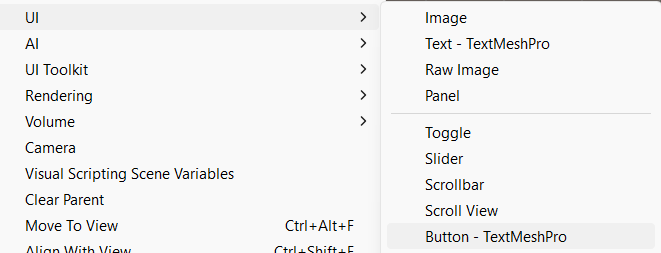 UI
AI
UI Toolkit
Rendering
Volume
Camera
Visual Scripting Scene Variables
Clear Parent
Move To View Ctrl+Alt+F
Align With View Ctrl+Shift+F
Image
Text - TextMeshPro
Raw Image
Panel
Toggle
Slider
Scrollbar
Scroll View
Button - TextMeshPro